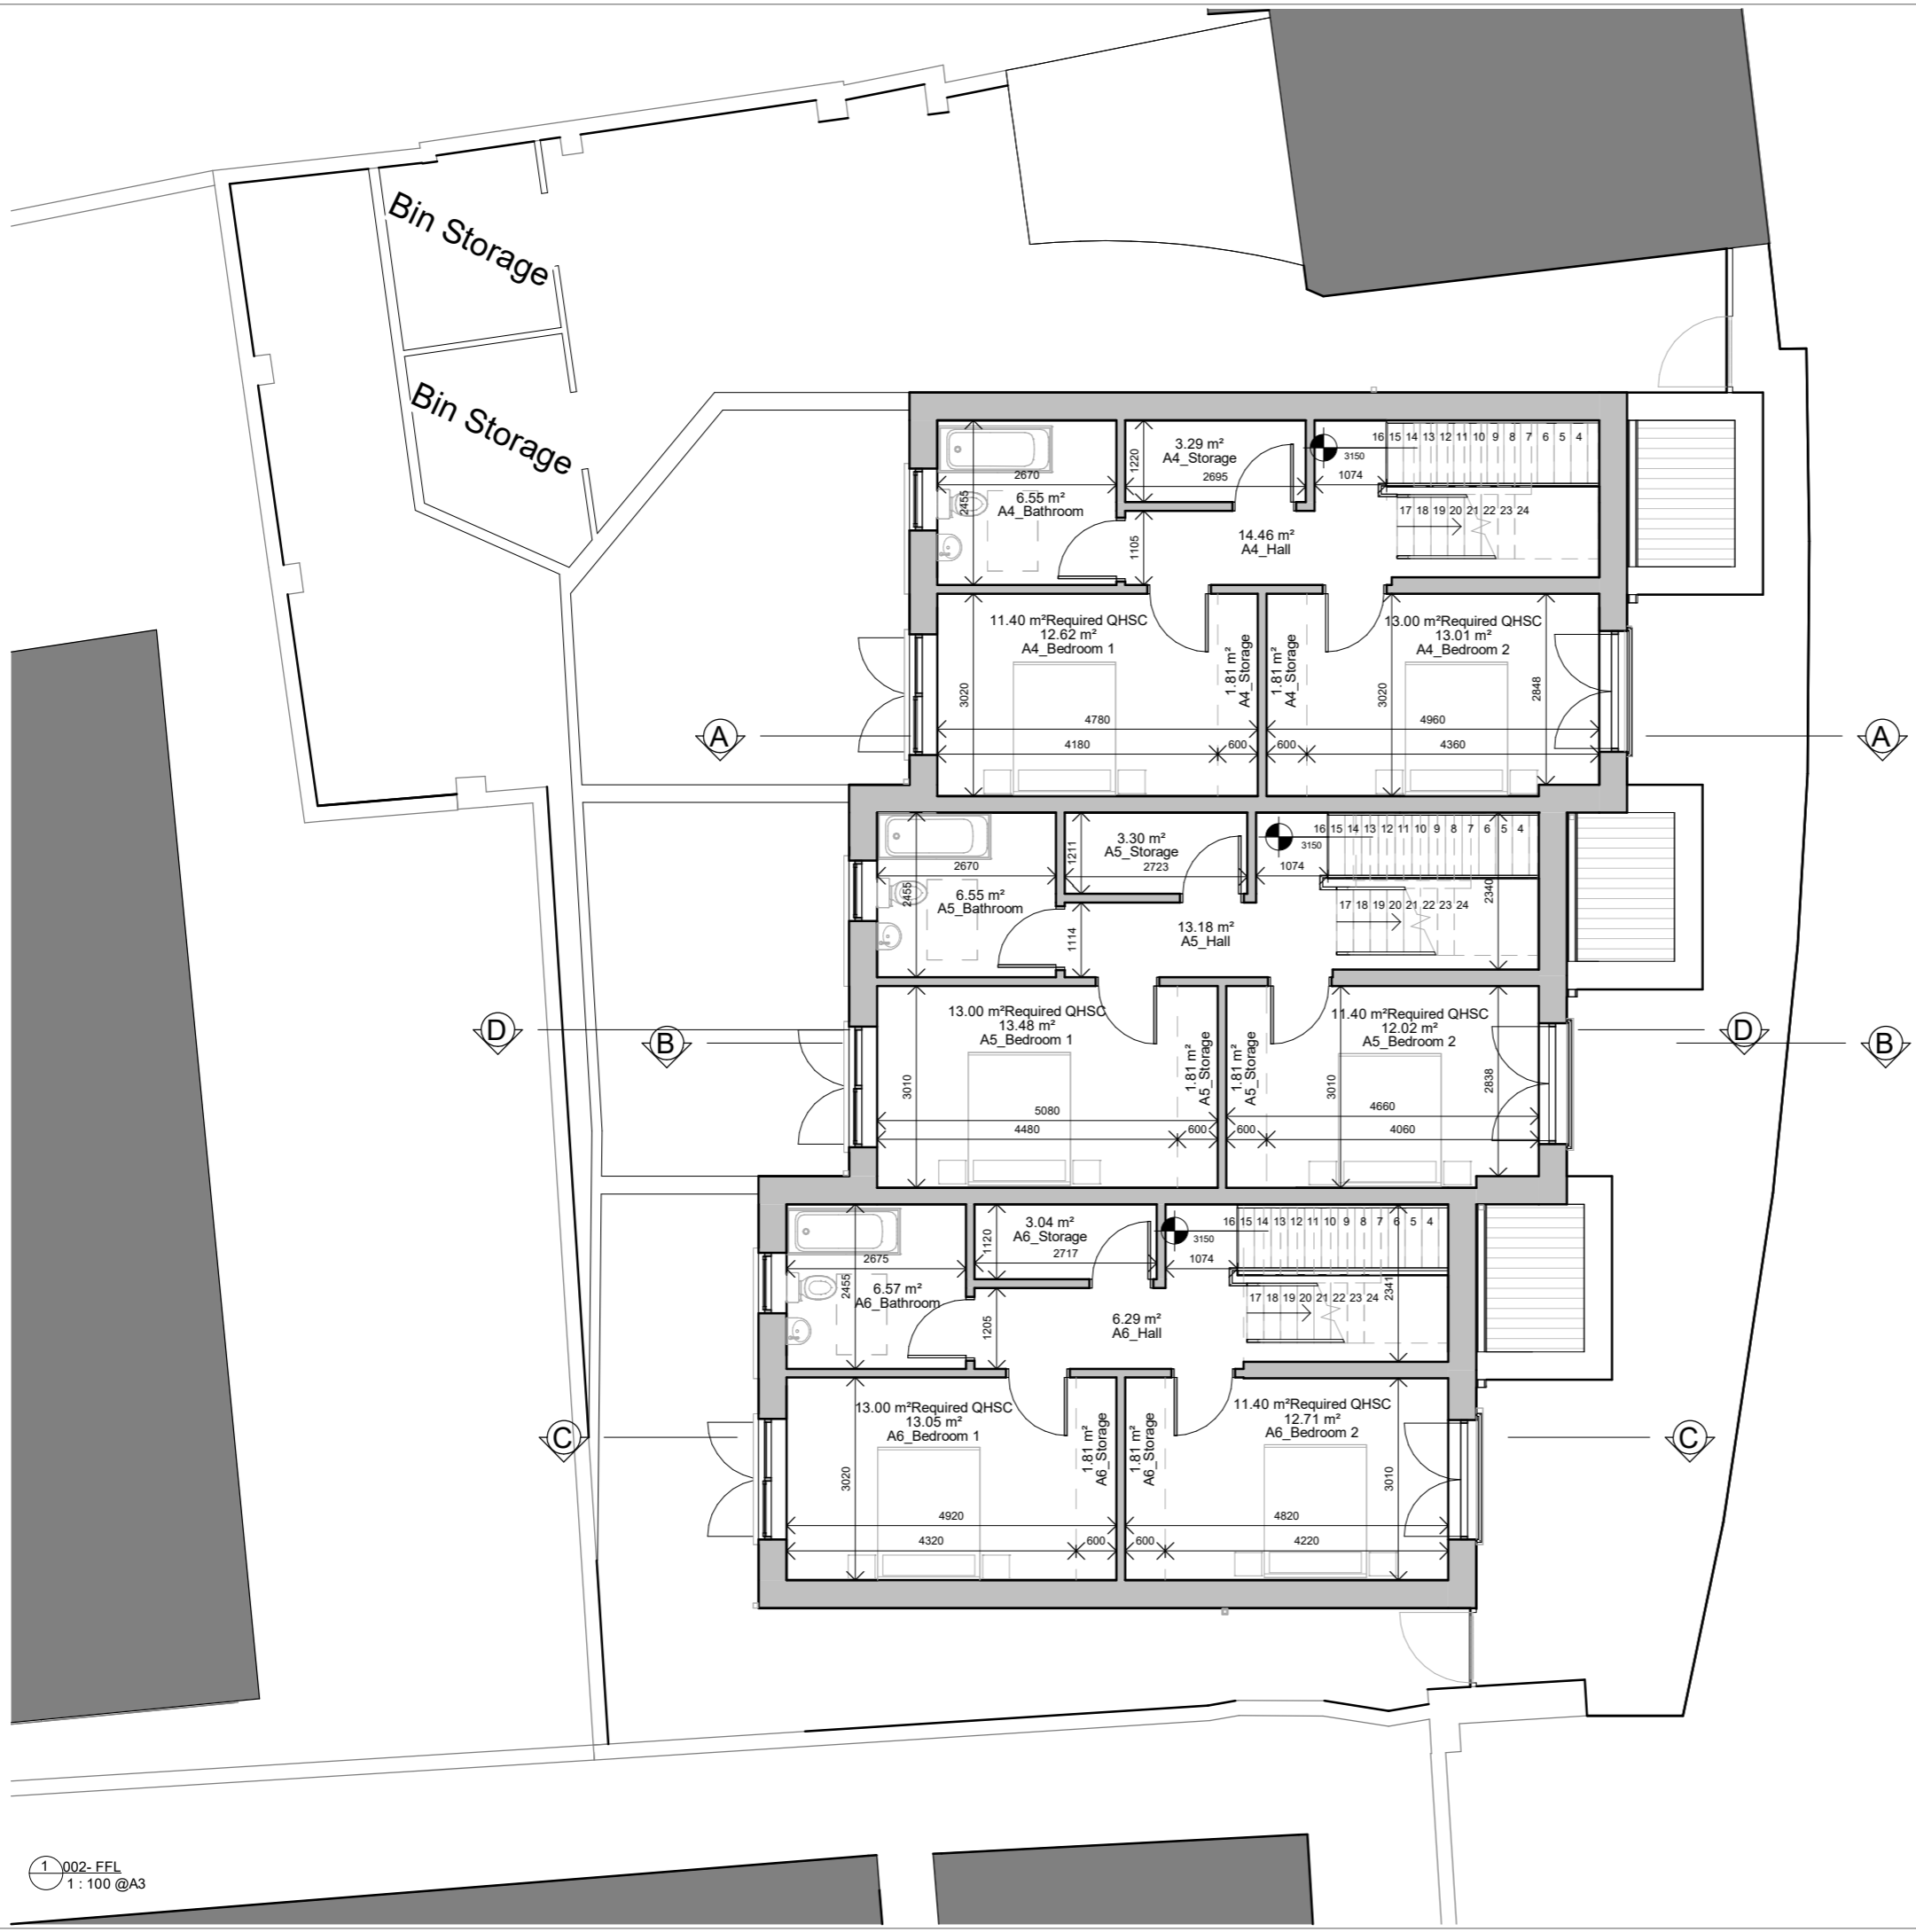 Bin Storage
Bin Storage
3.29 m²
A4_Storage
2695
1220
2670
2455
6.55 m²
A4_Bathroom
1105
3150
1074
16 15 14 13 12 11 10 9 8 7 6 5 4
17 18 19 20 21 22 23 24
14.46 m²
A4_Hall
11.40 m²Required QHSC
12.62 m²
A4_Bedroom 1
1.81 m²
A4_Storage
3020
4780
4180
600
13.00 m²Required QHSC
13.01 m²
A4_Bedroom 2
1.81 m²
A4_Storage
3020
2848
4960
600
4360
A
A
3.30 m²
A5_Storage
2723
1211
2670
2455
6.55 m²
A5_Bathroom
1114
3150
1074
16 15 14 13 12 11 10 9 8 7 6 5 4
17 18 19 20 21 22 23 24
2340
13.18 m²
A5_Hall
13.00 m²Required QHSC
13.48 m²
A5_Bedroom 1
1.81 m²
A5_Storage
3010
5080
4480
600
11.40 m²Required QHSC
12.02 m²
A5_Bedroom 2
1.81 m²
A5_Storage
3010
2838
4660
600
4060
D
B
D
B
3.04 m²
A6_Storage
2717
1120
2675
2455
6.57 m²
A6_Bathroom
1205
3150
1074
16 15 14 13 12 11 10 9 8 7 6 5 4
17 18 19 20 21 22 23 24
2341
6.29 m²
A6_Hall
13.00 m²Required QHSC
13.05 m²
A6_Bedroom 1
1.81 m²
A6_Storage
3020
4920
4320
600
11.40 m²Required QHSC
12.71 m²
A6_Bedroom 2
1.81 m²
A6_Storage
3010
4820
600
4220
C
C
1
002- FFL
1 : 100 @A3